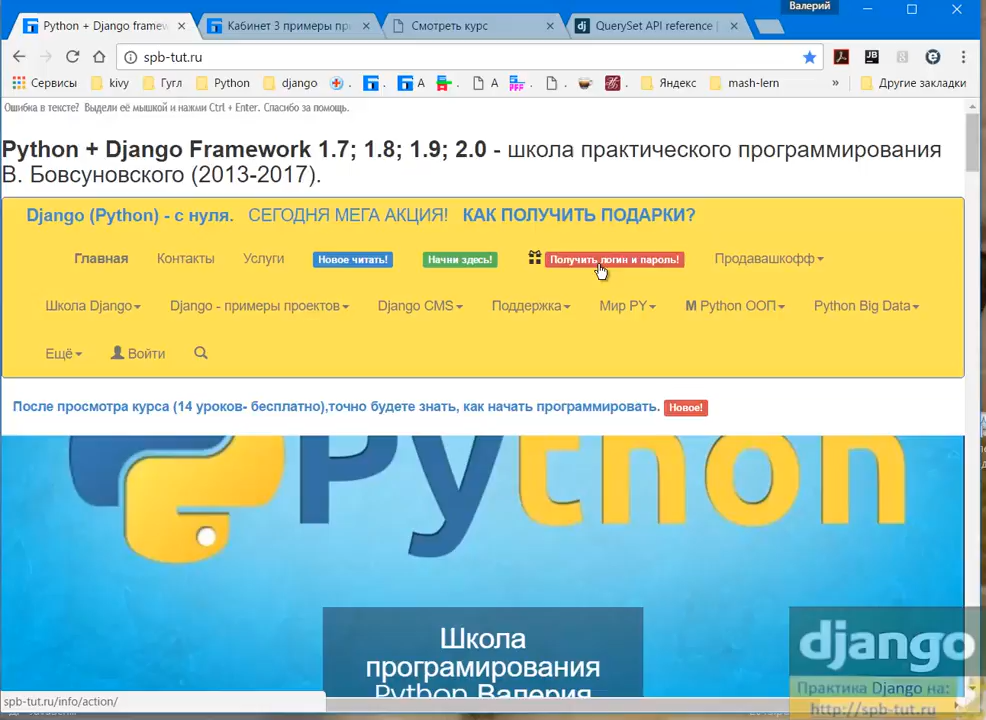 Валерий
Python + Django framew
Кабинет 3 примеры пр
Смотреть курс
QuerySet API reference |
spb-tut.ru
Сервисы kivy Гугл Python django A A Яндекс mash-lern » Другие закладки
Ошибка в тексте? Выдели её мышкой и нажми Ctrl + Enter. Спасибо за помощь.
Python + Django Framework 1.7; 1.8; 1.9; 2.0 - школа практического программирования
В. Бовсуновского (2013-2017).
Django (Python) - с нуля. СЕГОДНЯ МЕГА АКЦИЯ! КАК ПОЛУЧИТЬ ПОДАРКИ?
Главная Контакты Услуги Новое читать! Начни здесь! Получить логин и пароль! Продавашкофф
Школа Django Django - примеры проектов Django CMS Поддержка Мир PY М Python ООП Python Big Data
Ещё Войти
После просмотра курса (14 уроков- бесплатно),точно будете знать, как начать программировать. Новое!
Python
Школа
програмирования
Python Валерия
django
Практика Django на:
http://spb-tut.ru
spb-tut.ru/info/action/